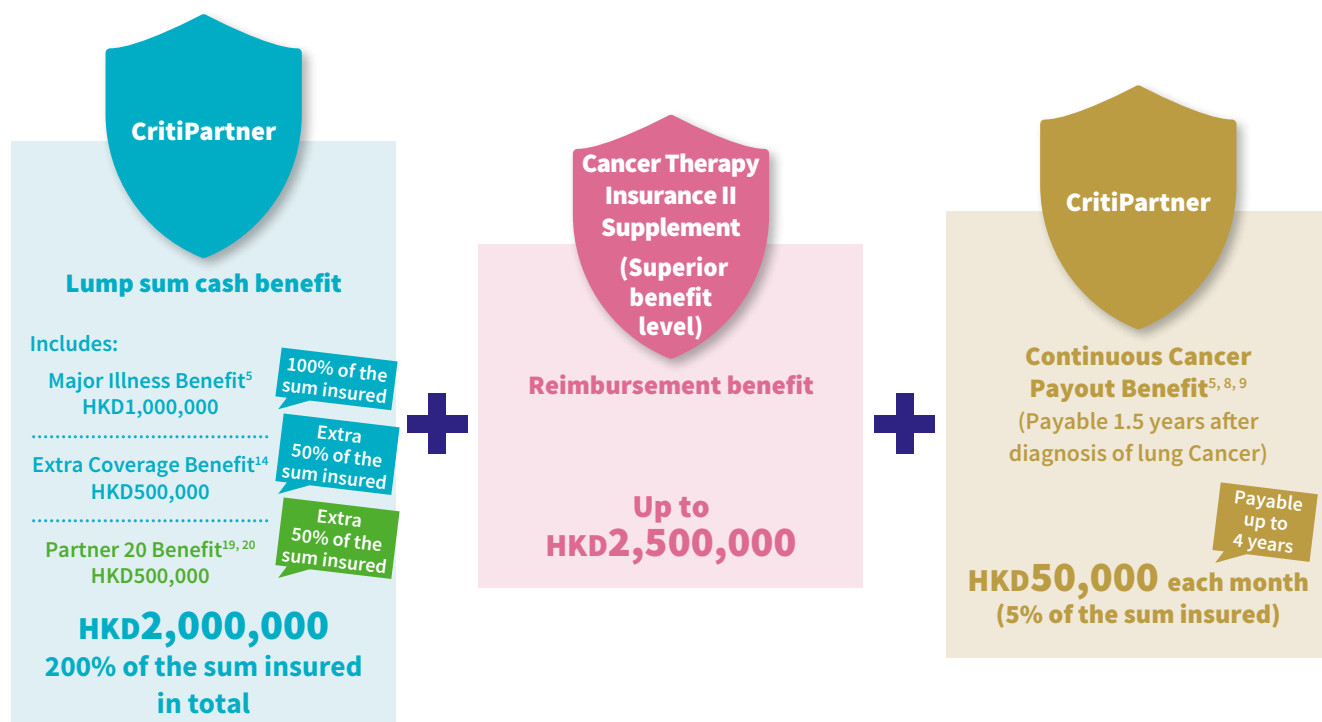 CritiPartner
Lump sum cash benefit
Includes:
Major Illness Benefit5
HKD1,000,000
100% of the
sum insured
Extra Coverage Benefit14
HKD500,000
Extra
50% of the
sum insured
Partner 20 Benefit19, 20
HKD500,000
Extra
50% of the
sum insured
HKD2,000,000
200% of the sum insured
in total
+
Cancer Therapy
Insurance II
Supplement
(Superior
benefit
level)
Reimbursement benefit
Up to
HKD2,500,000
+
CritiPartner
Continuous Cancer
Payout Benefit5, 8, 9
(Payable 1.5 years after
diagnosis of lung Cancer)
Payable
up to
4 years
HKD50,000 each month
(5% of the sum insured)